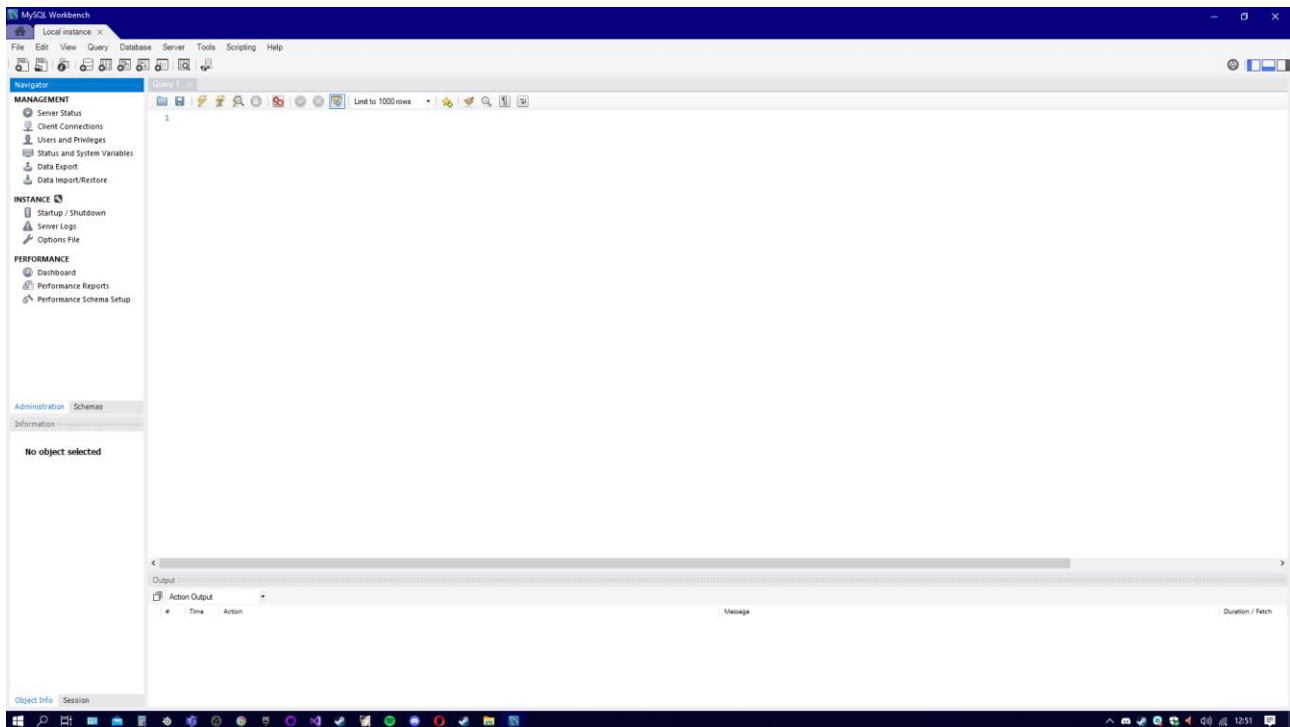 MySQL Workbench
Local instance
File Edit View Query Database Server Tools Scripting Help
Navigator
MANAGEMENT
Server Status
Client Connections
Users and Privileges
Status and System Variables
Data Export
Data Import/Restore
INSTANCE
Startup / Shutdown
Server Logs
Options File
PERFORMANCE
Dashboard
Performance Reports
Performance Schema Setup
Administration Schemas
Information
No object selected
Object Info Session
Query 1
Limit to 1000 rows
1
Output
Action Output
# Time Action Message Duration / Fetch
12:51